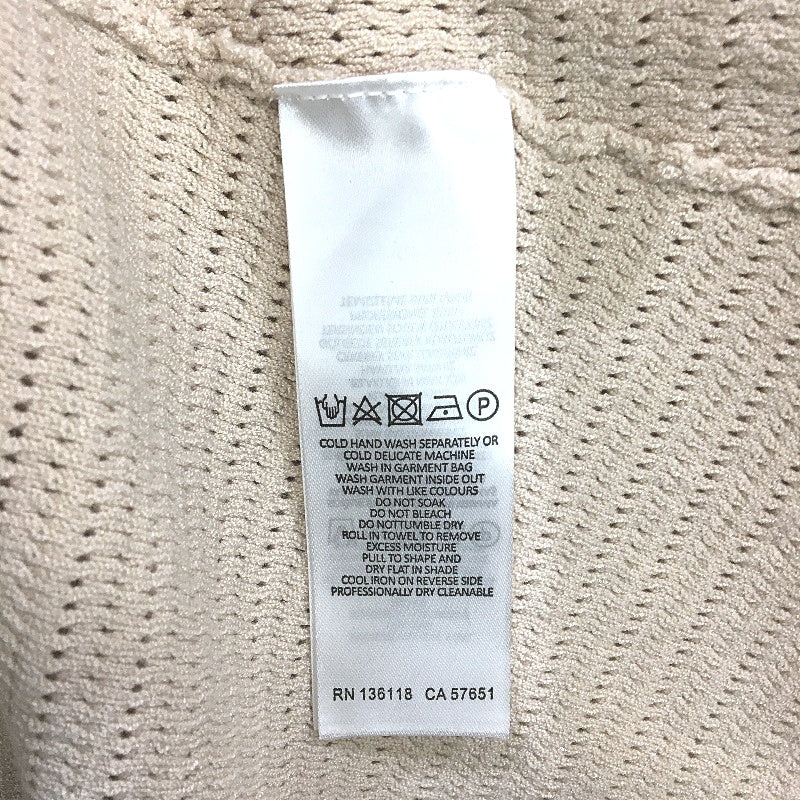 P
COLD HAND WASH SEPARATELY OR
COLD DELICATE MACHINE
WASH IN GARMENT BAG
WASH GARMENT INSIDE OUT
WASH WITH LIKE COLOURS
DO NOT SOAK
DO NOT BLEACH
DO NOTTUMBLE DRY
ROLL IN TOWEL TO REMOVE
EXCESS MOISTURE
PULL TO SHAPE AND
DRY FLAT IN SHADE
COOL IRON ON REVERSE SIDE
PROFESSIONALLY DRY CLEANABLE
RN 136118 CA 57651